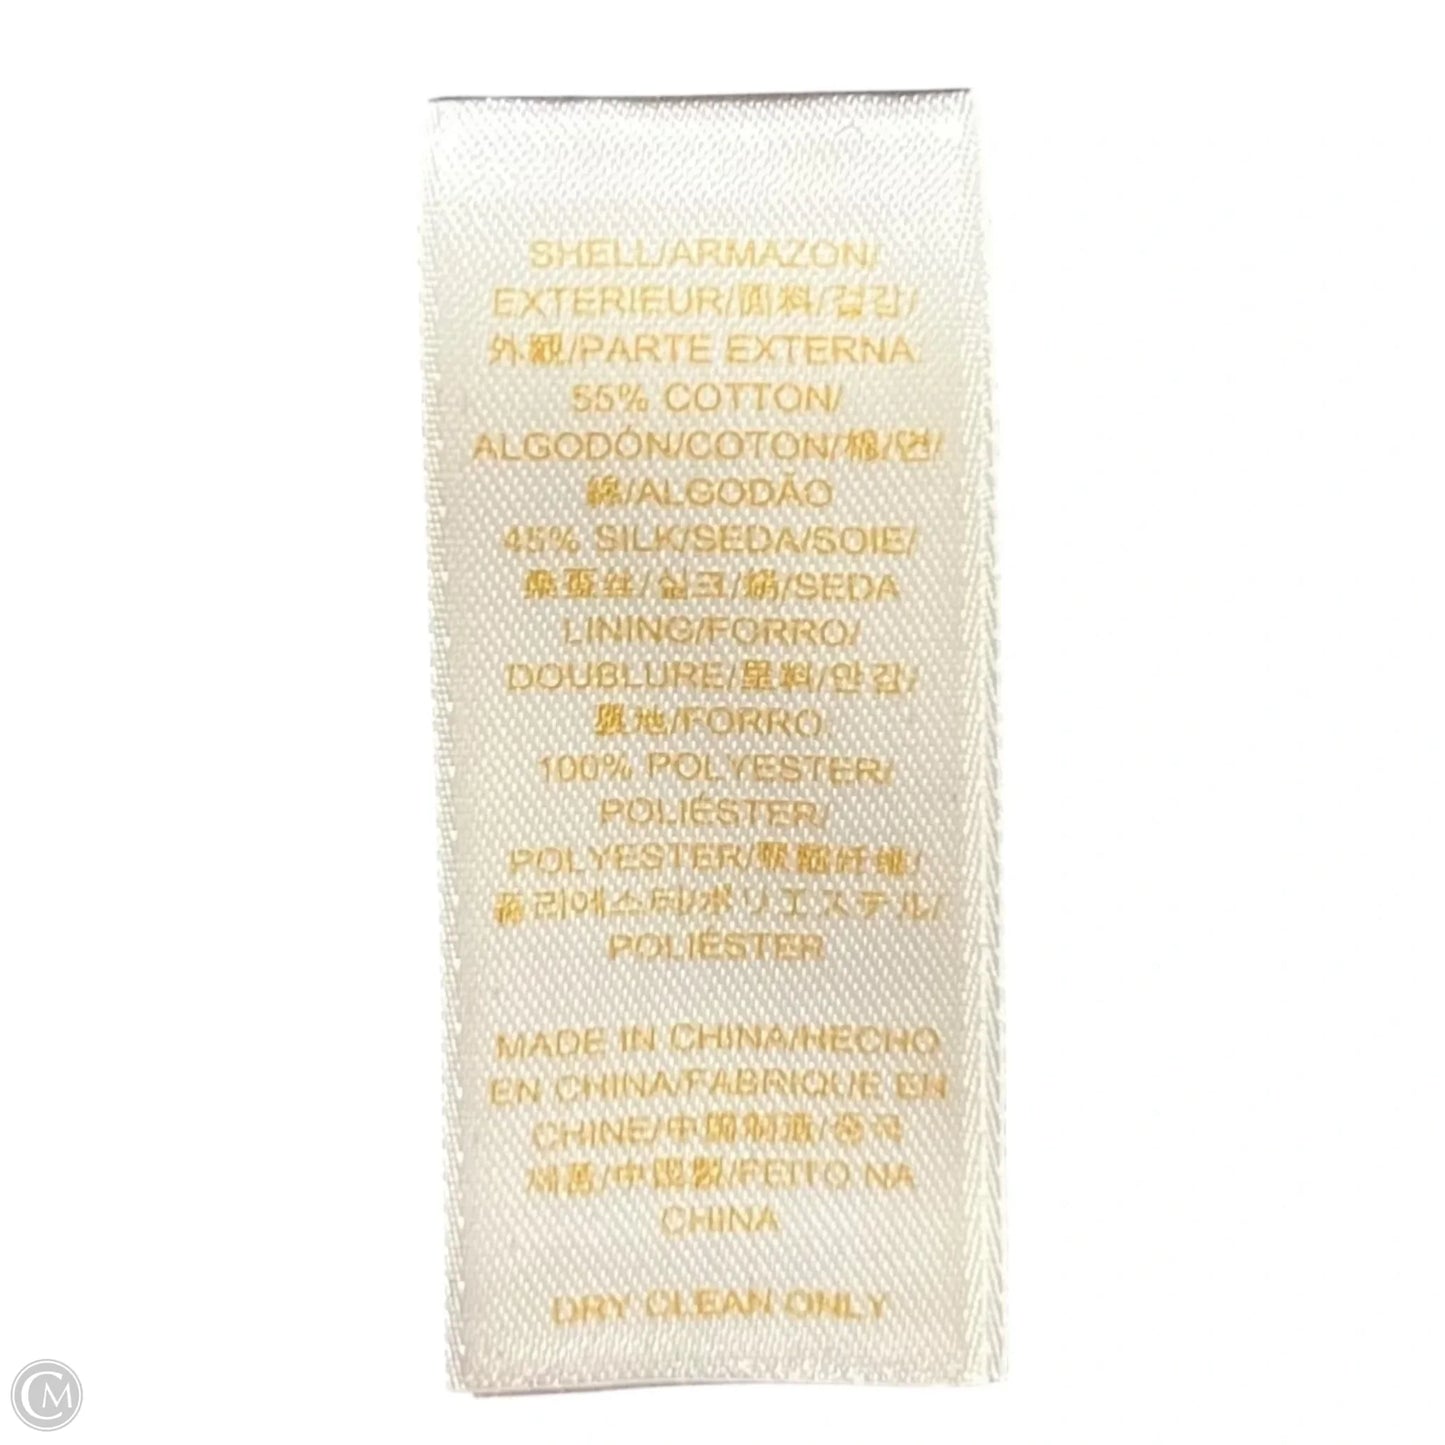 SHELL/ARMAZON/
EXTERIEUR/面料/겉감/
外観/PARTE EXTERNA:
55% COTTON/
ALGODÓN/COTON/棉/면/
綿/ALGODÃO
45% SILK/SEDA/SOIE/
桑蚕丝/실크/絹/SEDA
LINING/FORRO/
DOUBLURE/里料/안감/
裏地/FORRO:
100% POLYESTER/
POLIÉSTER/
POLYESTER/聚酯纤维/
폴리에스터/ポリエステル/
POLIÉSTER
MADE IN CHINA/HECHO
EN CHINA/FABRIQUE EN
CHINE/中國制造/중국
제품/中國製/FEITO NA
CHINA
DRY CLEAN ONLY
CM